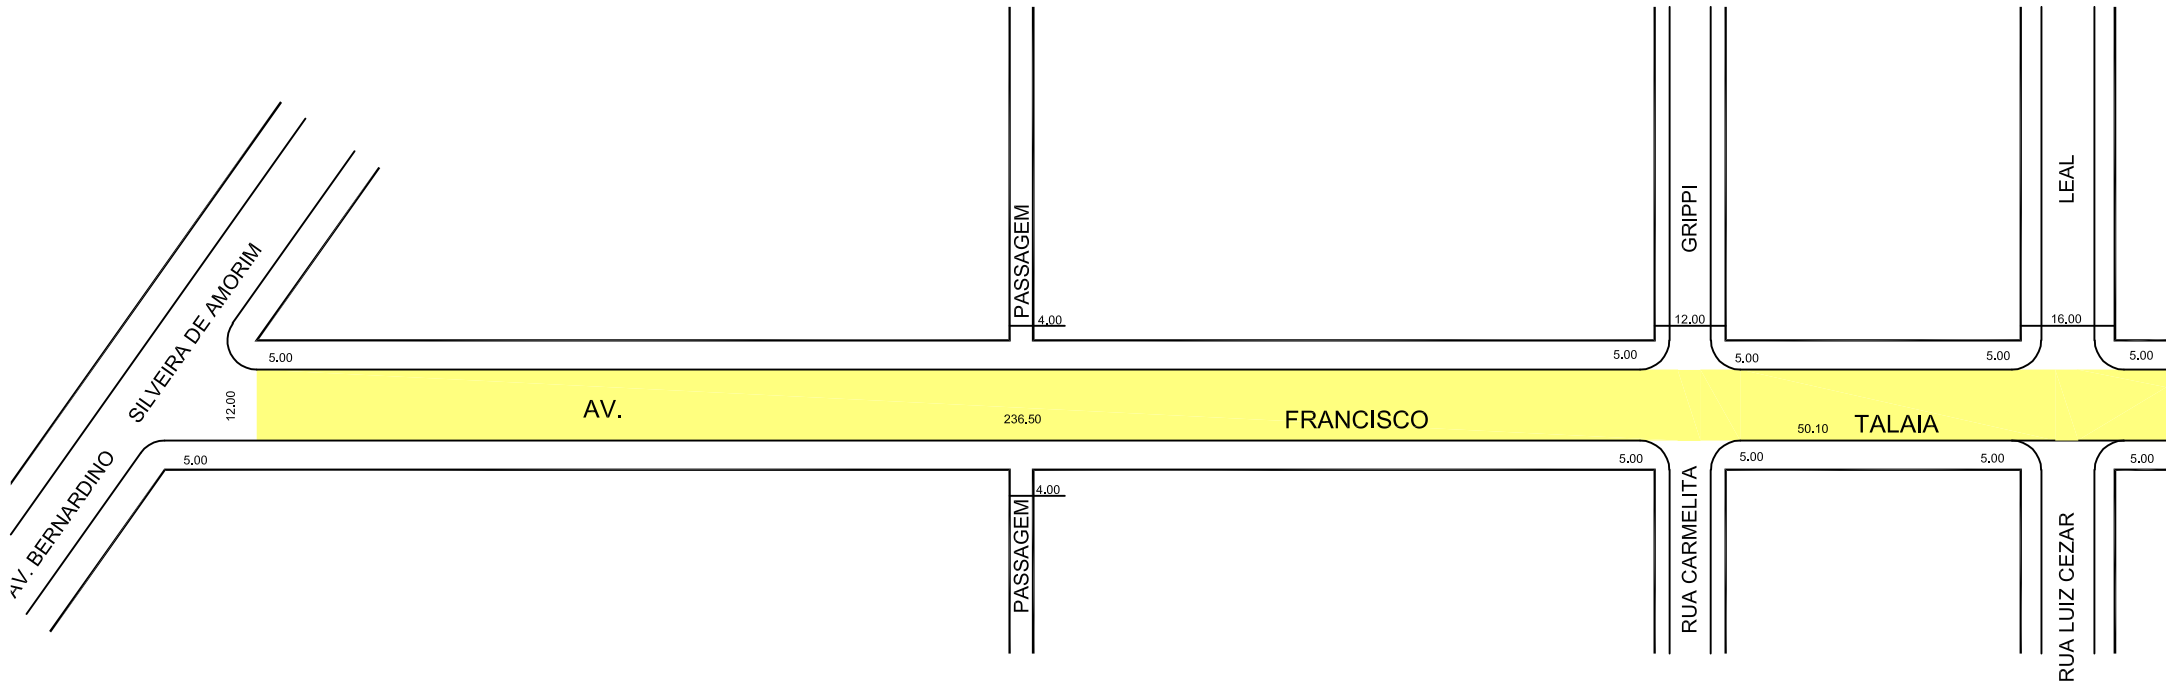 LEAL
GRIPPI
PASSAGEM
SILVEIRA DE AMORIM
4.00
12.00
16.00
5.00
5.00
5.00
5.00
5.00
12.00
AV.
236.50
FRANCISCO
50.10
TALAIA
5.00
5.00
5.00
5.00
5.00
AV. BERNARDINO
4.00
PASSAGEM
RUA CARMELITA
RUA LUIZ CEZAR